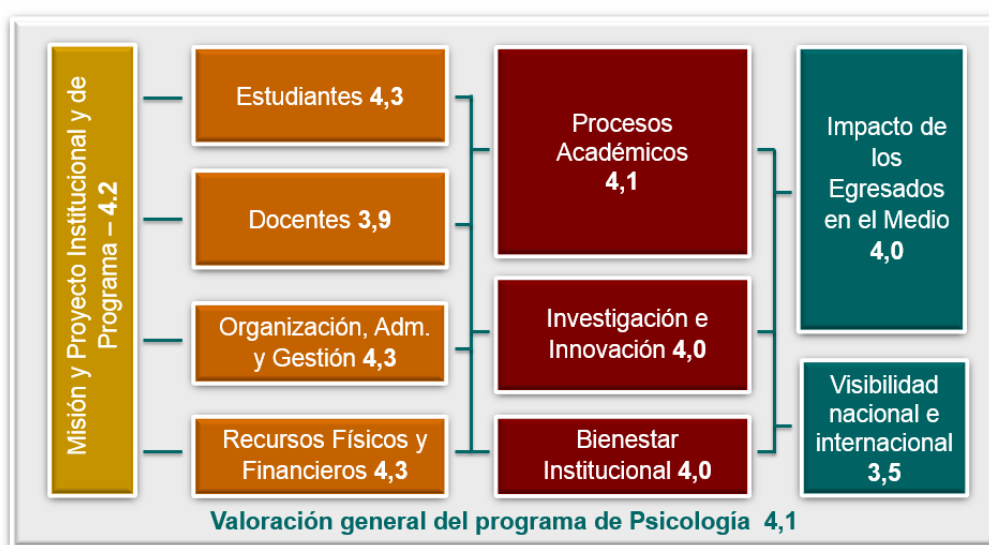 Misión y Proyecto Institucional y de
Programa – 4.2
Estudiantes 4,3
Docentes 3,9
Organización, Adm.
y Gestión 4,3
Recursos Físicos y
Financieros 4,3
Procesos
Académicos
4,1
Investigación e
Innovación 4,0
Bienestar
Institucional 4,0
Impacto de
los
Egresados
en el Medio
4,0
Visibilidad
nacional e
internacional
3,5
Valoración general del programa de Psicología 4,1